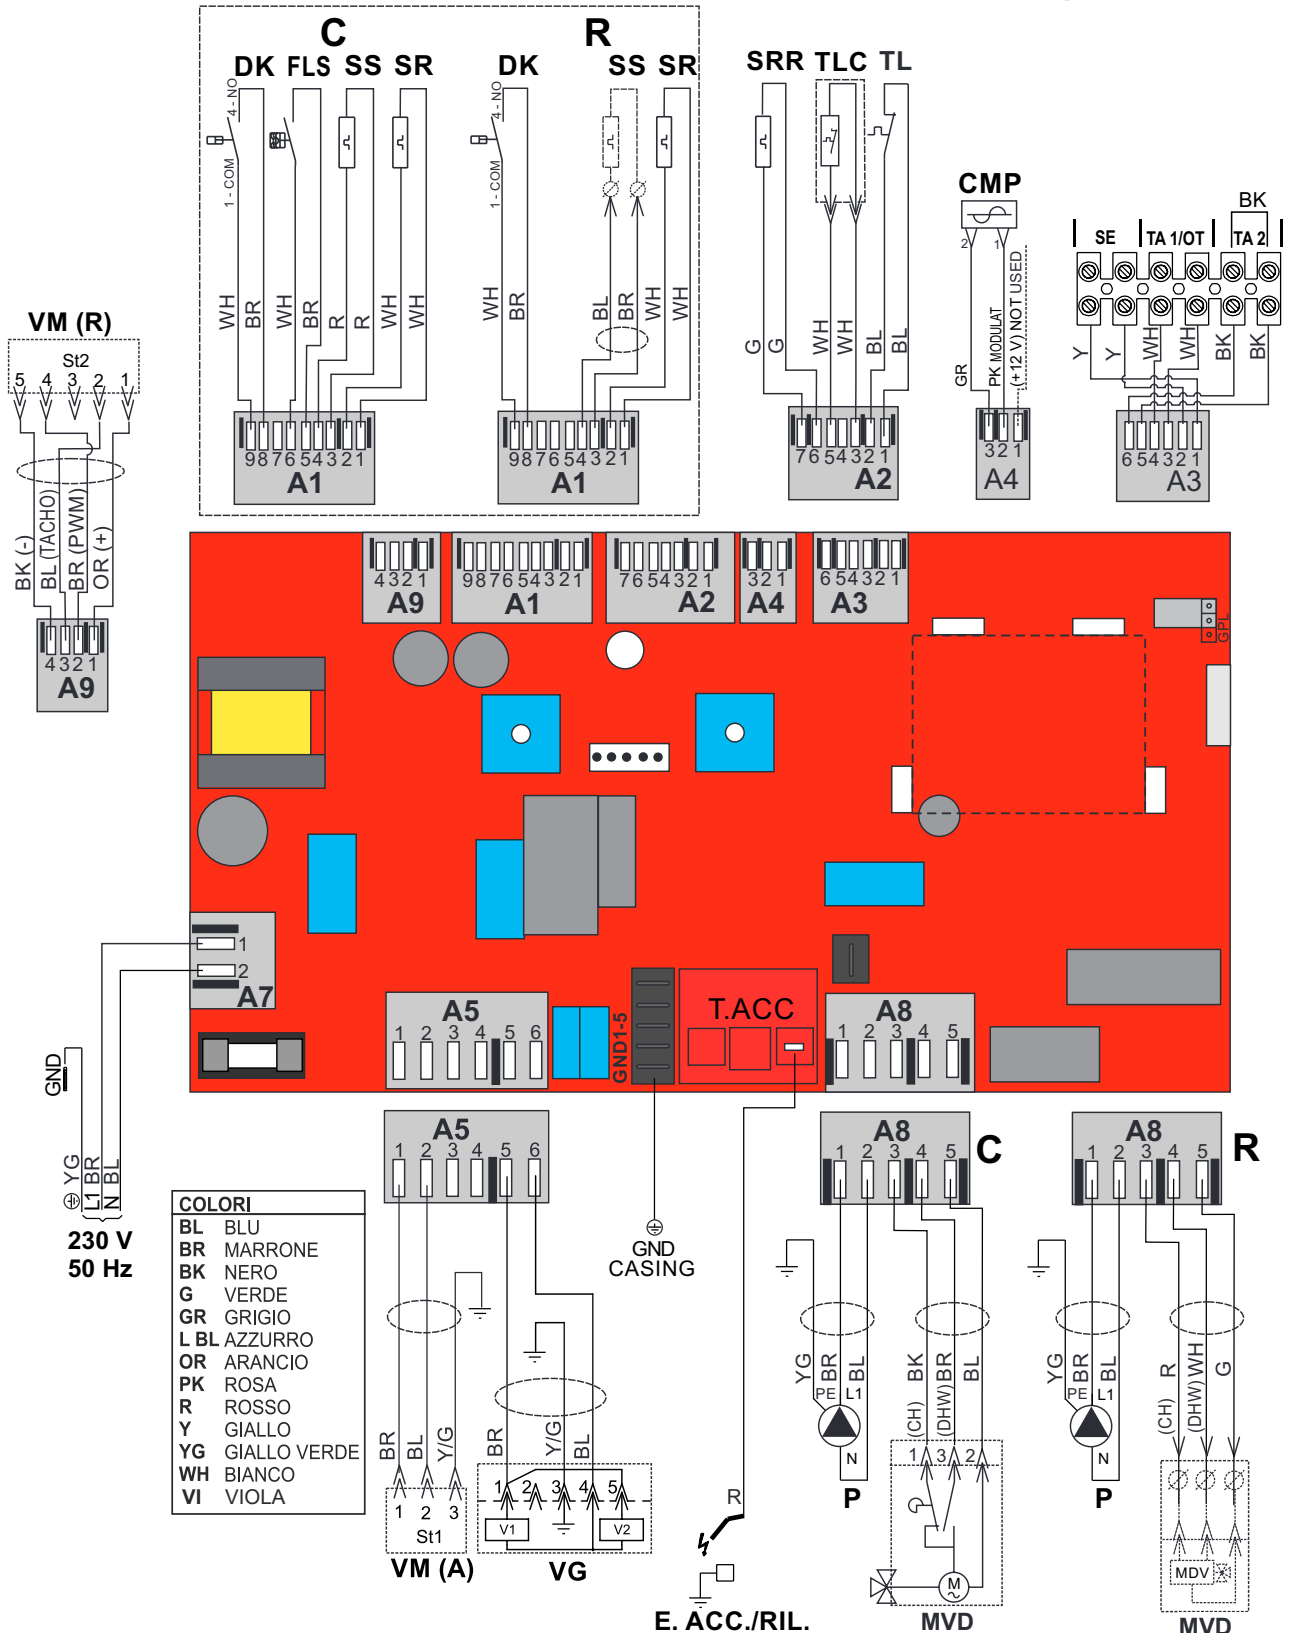 C R
DK FLS SS SR DK SS SR SRR TLC TL
4 - NO 4 - NO
1 - COM 1 - COM
CMP
2 1
BK
SE TA 1/OT TA 2
WH BR WH BR R R WH WH
WH BR BL BR WH WH
G G WH WH BL BL
GR PK MODULAT (+12 V) NOT USED
Y Y WH WH BK BK
VM (R)
St2
5 4 3 2 1
BK (-) BL (TACHO) BR (PWM) OR (+)
4 3 2 1
A9
9 8 7 6 5 4 3 2 1
A1
9 8 7 6 5 4 3 2 1
A1
7 6 5 4 3 2 1
A2
3 2 1
A4
6 5 4 3 2 1
A3
4 3 2 1
A9
9 8 7 6 5 4 3 2 1
A1
7 6 5 4 3 2 1
A2
3 2 1
A4
6 5 4 3 2 1
A3
GPL
1
2
A7
A5
1 2 3 4 5 6
GND1-5
T.ACC
A8
1 2 3 4 5
GND
YG
L1 BR
N BL
230 V
50 Hz
A5
1 2 3 4 5 6
GND
CASING
A8
1 2 3 4 5
C
A8
1 2 3 4 5
R
COLORI
BL BLU
BR MARRONE
BK NERO
G VERDE
GR GRIGIO
L BL AZZURRO
OR ARANCIO
PK ROSA
R ROSSO
Y GIALLO
YG GIALLO VERDE
WH BIANCO
VI VIOLA
BR BL Y/G
1 2 3
St1
VM (A)
BR Y/G BL
1 2 3 4 5
V1 V2
VG
R
E. ACC./RIL.
YG BR BL
PE L1
N
P
(CH) BK (DHW) BR BL
1 3 2
M
MVD
YG BR BL
PE L1
N
P
(CH) R (DHW) WH G
MDV
MVD